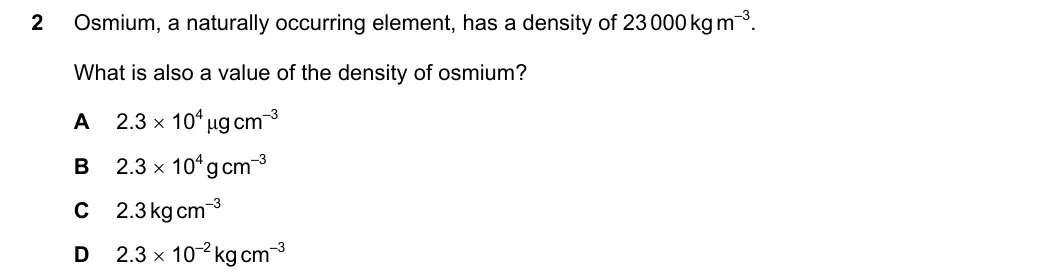 2 Osmium, a naturally occurring element, has a density of 23 000 kg m⁻³.
What is also a value of the density of osmium?
A 2.3 × 10⁴ μg cm⁻³
B 2.3 × 10⁴ g cm⁻³
C 2.3 kg cm⁻³
D 2.3 × 10⁻² kg cm⁻³